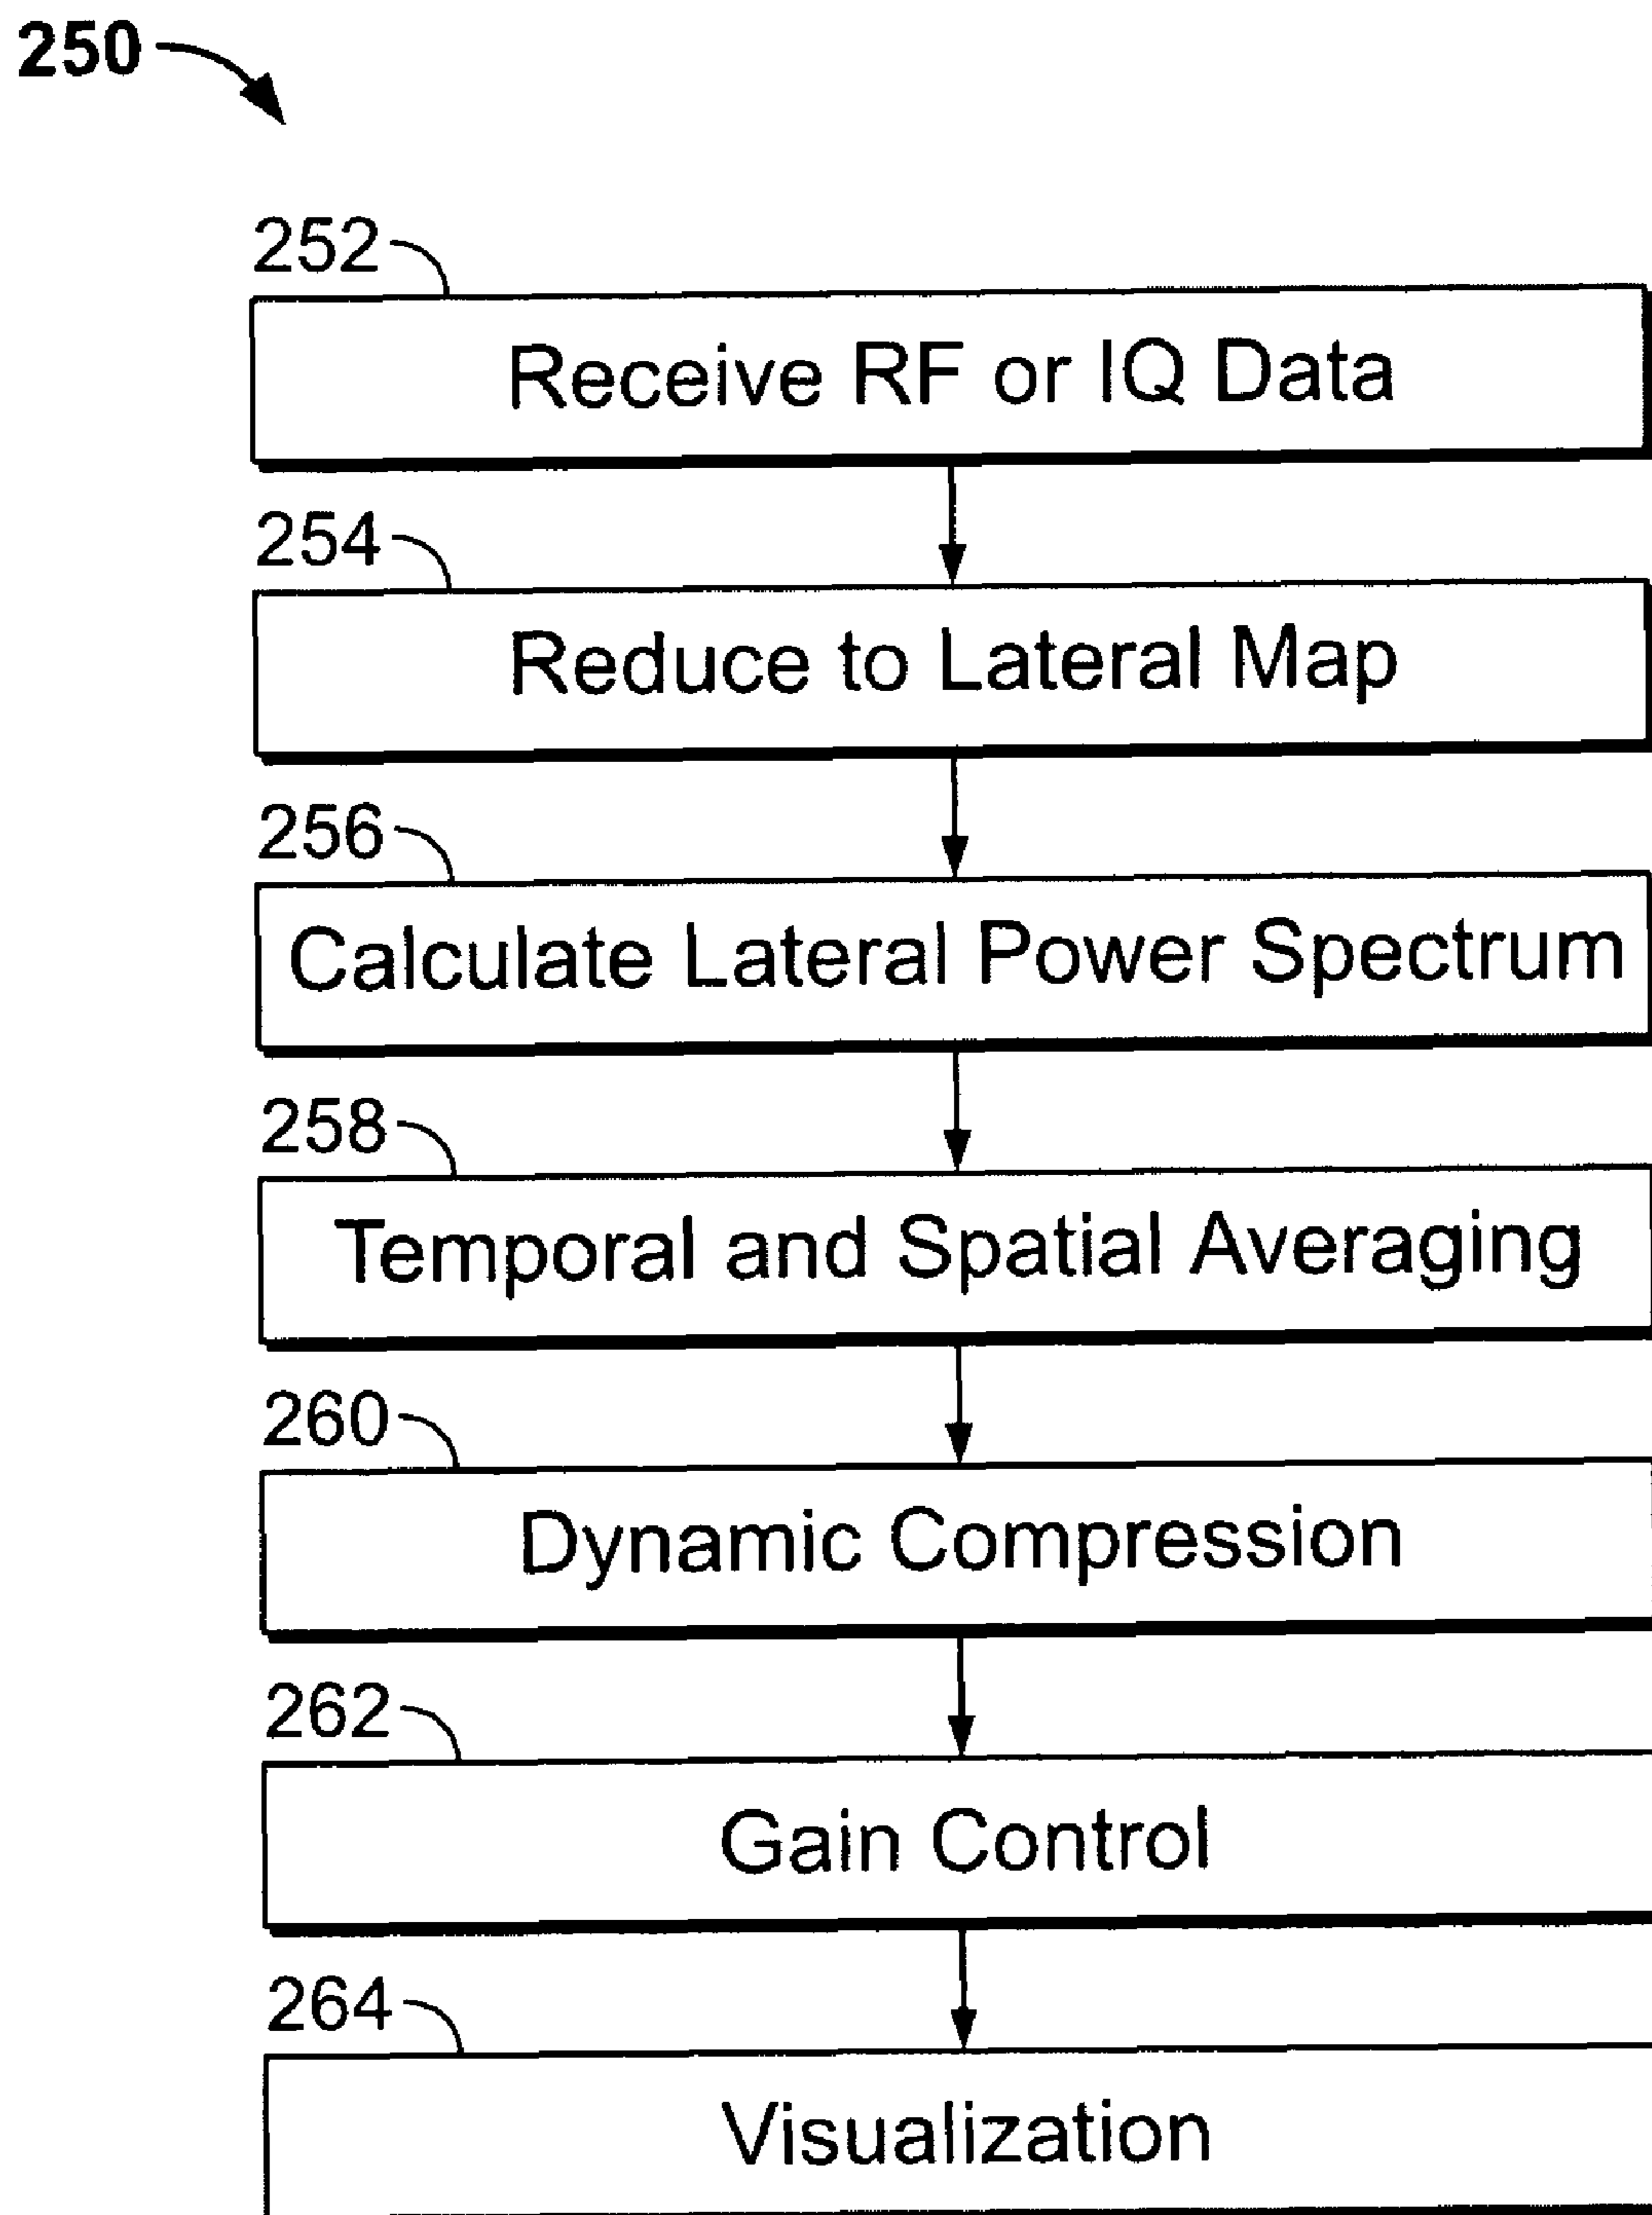 250
252
Receive RF or IQ Data
254
Reduce to Lateral Map
256
Calculate Lateral Power Spectrum
258
Temporal and Spatial Averaging
260
Dynamic Compression
262
Gain Control
264
Visualization